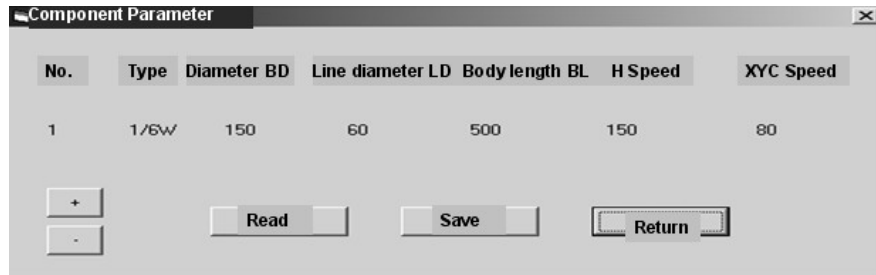 Component Parameter
No. Type Diameter BD Line diameter LD Body length BL H Speed XYC Speed
1 1/6W 150 60 500 150 80
+
Read Save Return
-